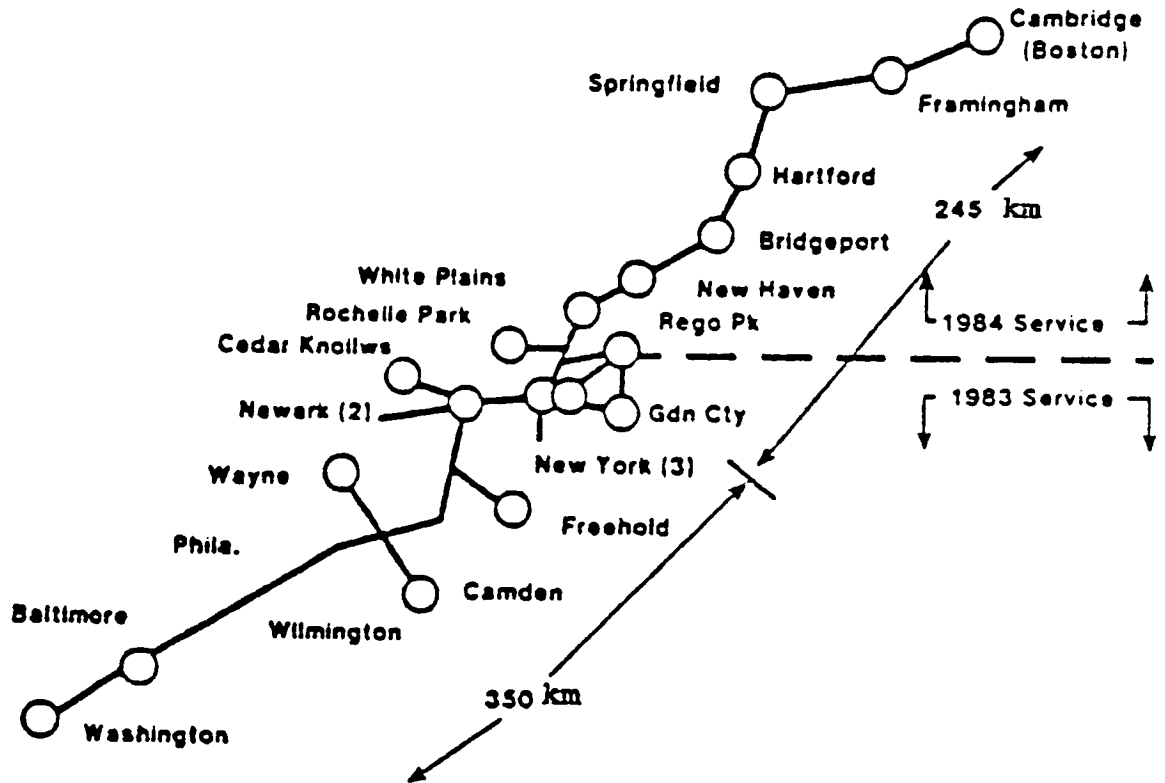 Cambridge
(Boston)
Springfield
Framingham
Hartford
245 km
Bridgeport
White Plains
New Haven
Rochelle Park
Rego Pk
1984 Service
Cedar Knollws
1983 Service
Newark (2)
Gdn Cty
New York (3)
Wayne
Freehold
Phila.
Camden
Baltimore
Wilmington
350 km
Washington